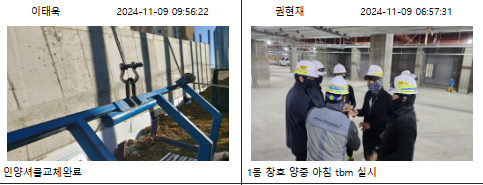 이태욱 2024-11-09 09:56:22
권현재 2024-11-09 06:57:31
인양셔클교체완료
1동 창호 양중 아침 tbm 실시